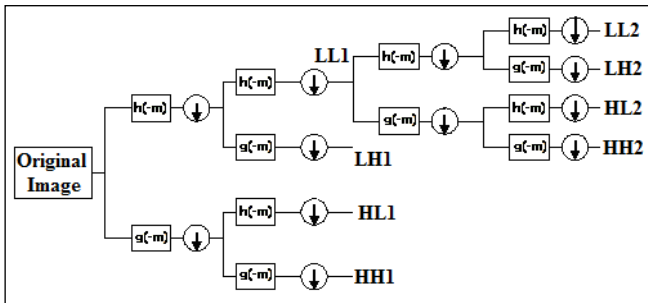 h(-m) LL2
LL1 h(-m)
h(-m) g(-m) LH2
h(-m) h(-m) HL2
g(-m)
g(-m) LH1 g(-m) HH2
Original
Image
h(-m) HL1
g(-m)
g(-m) HH1